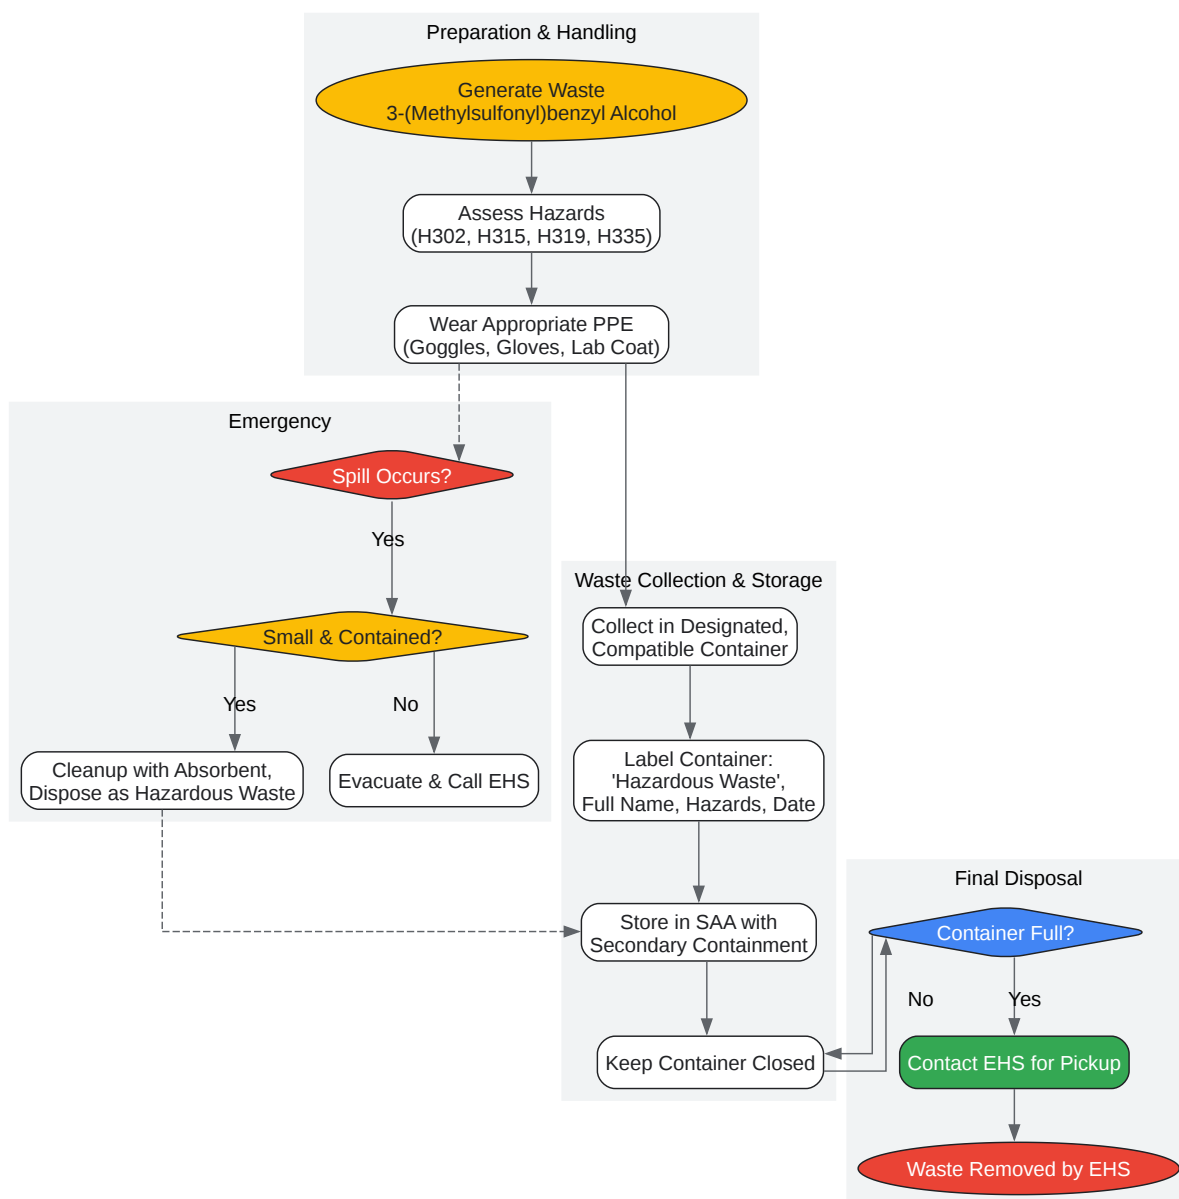 Preparation & Handling
Generate Waste
3-(Methylsulfonyl)benzyl Alcohol
Assess Hazards
(H302, H315, H319, H335)
Wear Appropriate PPE
(Goggles, Gloves, Lab Coat)
Emergency
Spill Occurs?
Yes
Small & Contained?
Yes
No
Cleanup with Absorbent,
Dispose as Hazardous Waste
Evacuate & Call EHS
Waste Collection & Storage
Collect in Designated,
Compatible Container
Label Container:
'Hazardous Waste',
Full Name, Hazards, Date
Store in SAA with
Secondary Containment
Keep Container Closed
Final Disposal
Container Full?
No
Yes
Contact EHS for Pickup
Waste Removed by EHS